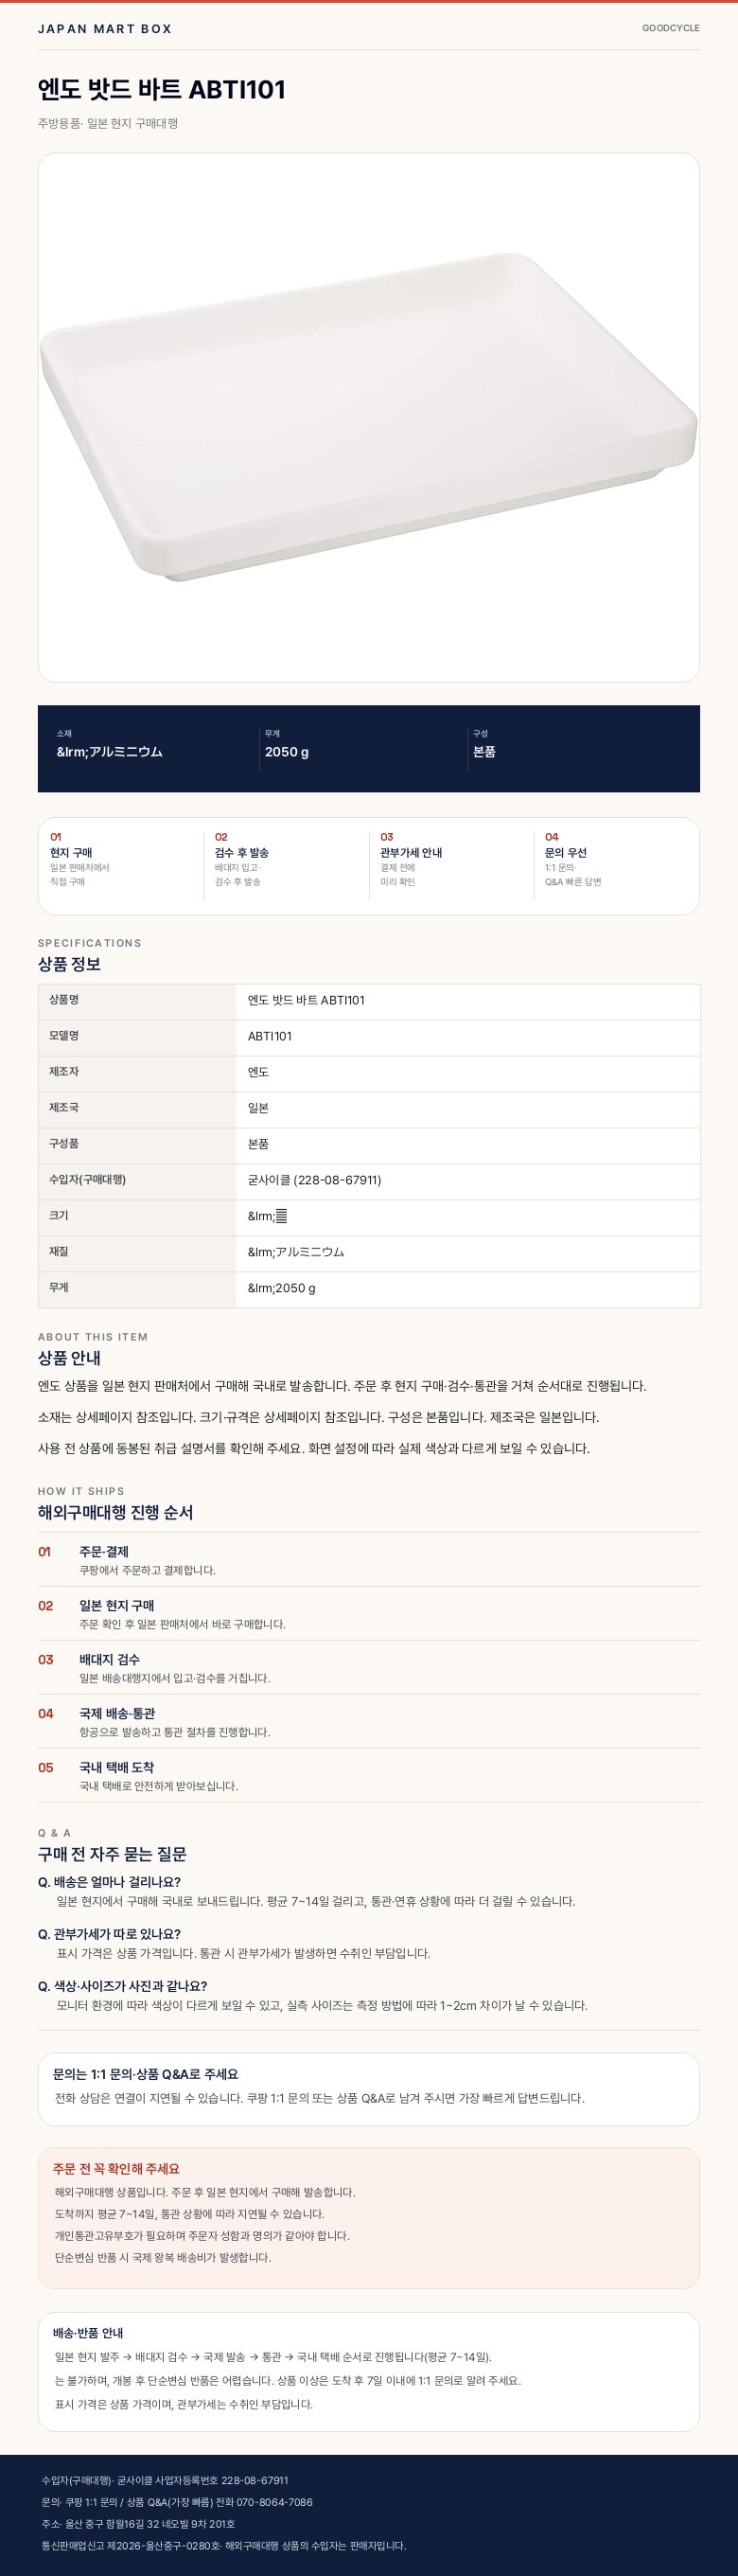 JAPAN MART BOX
GOODCYCLE
엔도 밧드 바트 ABTI101
주방용품· 일본 현지 구매대행
소재
&lrm;アルミニウム
무게
2050 g
구성
본품
01
현지 구매
일본 판매처에서
직접 구매
02
검수 후 발송
배대지 입고·
검수 후 발송
03
관부가세 안내
결제 전에
미리 확인
04
문의 우선
1:1 문의·
Q&A 빠른 답변
SPECIFICATIONS
상품 정보
상품명 엔도 밧드 바트 ABTI101
모델명 ABTI101
제조자 엔도
제조국 일본
구성품 본품
수입자(구매대행) 굳사이클 (228-08-67911)
크기 &lrm;
재질 &lrm;アルミニウム
무게 &lrm;2050 g
ABOUT THIS ITEM
상품 안내
엔도 상품을 일본 현지 판매처에서 구매해 국내로 발송합니다. 주문 후 현지 구매·검수·통관을 거쳐 순서대로 진행됩니다.
소재는 상세페이지 참조입니다. 크기·규격은 상세페이지 참조입니다. 구성은 본품입니다. 제조국은 일본입니다.
사용 전 상품에 동봉된 취급 설명서를 확인해 주세요. 화면 설정에 따라 실제 색상과 다르게 보일 수 있습니다.
HOW IT SHIPS
해외구매대행 진행 순서
01 주문·결제
쿠팡에서 주문하고 결제합니다.
02 일본 현지 구매
주문 확인 후 일본 판매처에서 바로 구매합니다.
03 배대지 검수
일본 배송대행지에서 입고·검수를 거칩니다.
04 국제 배송·통관
항공으로 발송하고 통관 절차를 진행합니다.
05 국내 택배 도착
국내 택배로 안전하게 받아보십니다.
Q & A
구매 전 자주 묻는 질문
Q. 배송은 얼마나 걸리나요?
일본 현지에서 구매해 국내로 보내드립니다. 평균 7~14일 걸리고, 통관·연휴 상황에 따라 더 걸릴 수 있습니다.
Q. 관부가세가 따로 있나요?
표시 가격은 상품 가격입니다. 통관 시 관부가세가 발생하면 수취인 부담입니다.
Q. 색상·사이즈가 사진과 같나요?
모니터 환경에 따라 색상이 다르게 보일 수 있고, 실측 사이즈는 측정 방법에 따라 1~2cm 차이가 날 수 있습니다.
문의는 1:1 문의·상품 Q&A로 주세요
전화 상담은 연결이 지연될 수 있습니다. 쿠팡 1:1 문의 또는 상품 Q&A로 남겨 주시면 가장 빠르게 답변드립니다.
주문 전 꼭 확인해 주세요
해외구매대행 상품입니다. 주문 후 일본 현지에서 구매해 발송합니다.
도착까지 평균 7~14일, 통관 상황에 따라 지연될 수 있습니다.
개인통관고유부호가 필요하며 주문자 성함과 명의가 같아야 합니다.
단순변심 반품 시 국제 왕복 배송비가 발생합니다.
배송·반품 안내
일본 현지 발주 → 배대지 검수 → 국제 발송 → 통관 → 국내 택배 순서로 진행됩니다(평균 7~14일).
는 불가하며, 개봉 후 단순변심 반품은 어렵습니다. 상품 이상은 도착 후 7일 이내에 1:1 문의로 알려 주세요.
표시 가격은 상품 가격이며, 관부가세는 수취인 부담입니다.
수입자(구매대행)· 굳사이클 사업자등록번호 228-08-67911
문의· 쿠팡 1:1 문의 / 상품 Q&A(가장 빠름) 전화 070-8064-7086
주소· 울산 중구 함월16길 32 네오빌 9차 201호
통신판매업신고 제2026-울산중구-0280호· 해외구매대행 상품의 수입자는 판매자입니다.